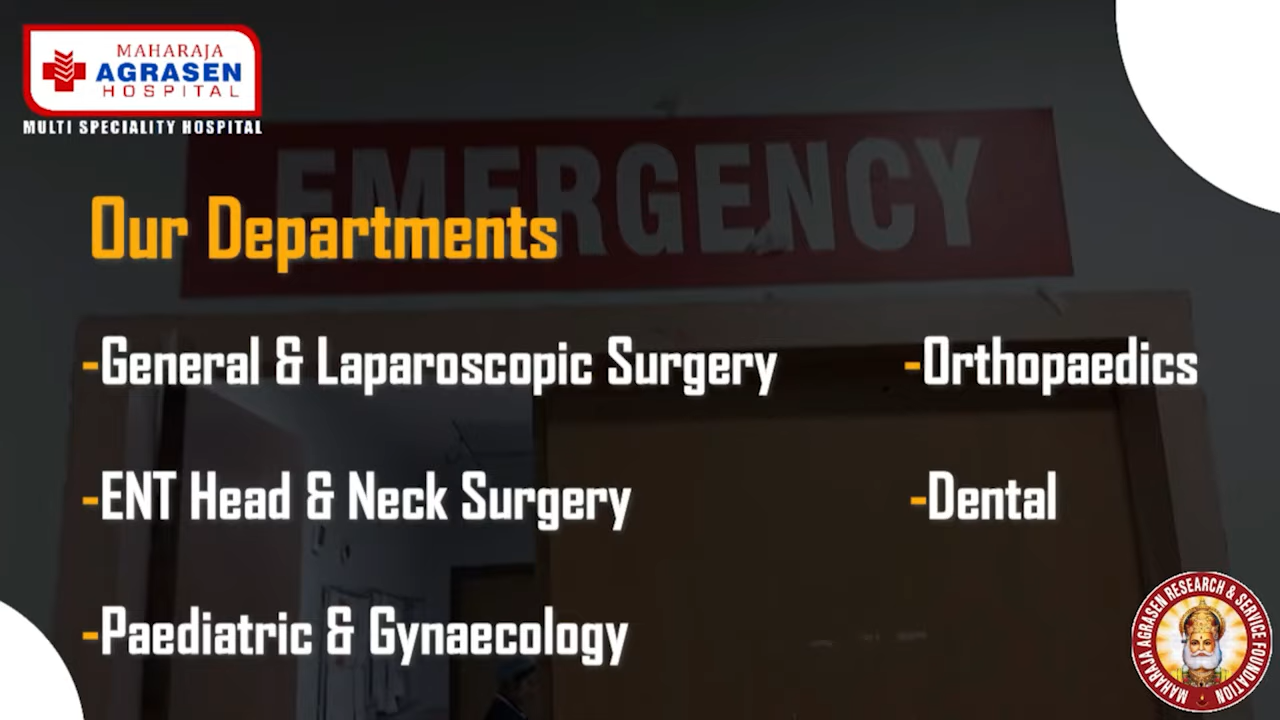 MAHARAJA
AGRASEN
HOSPITAL
MULTI SPECIALITY HOSPITAL
EMERGENCY
Our Departments
-General & Laparoscopic Surgery
-Orthopaedics
-ENT Head & Neck Surgery
-Dental
-Paediatric & Gynaecology
MAHARAJA AGRASEN RESEARCH & SERVICE FOUNDATION